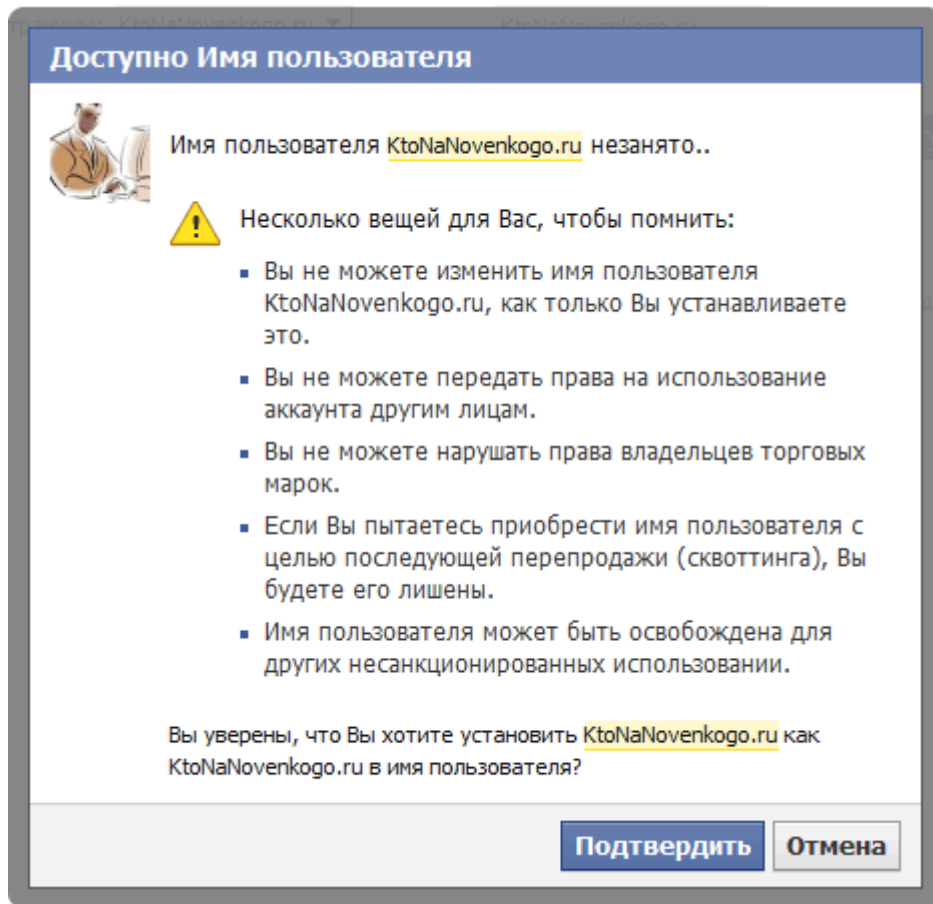 Доступно Имя пользователя
Имя пользователя KtoNaNovenkogo.ru незанято..
Несколько вещей для Вас, чтобы помнить:
Вы не можете изменить имя пользователя
KtoNaNovenkogo.ru, как только Вы устанавливаете
это.
Вы не можете передать права на использование
аккаунта другим лицам.
Вы не можете нарушать права владельцев торговых
марок.
Если Вы пытаетесь приобрести имя пользователя с
целью последующей перепродажи (сквоттинга), Вы
будете его лишены.
Имя пользователя может быть освобождена для
других несанкционированных использовании.
Вы уверены, что Вы хотите установить KtoNaNovenkogo.ru как
KtoNaNovenkogo.ru в имя пользователя?
Подтвердить Отмена